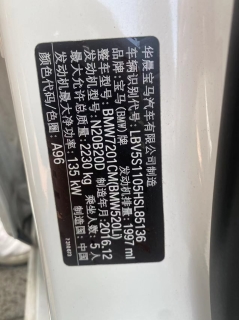 华晨宝马汽车有限公司制造
车辆识别代号：LBV5S1105HSL85136
品牌：宝马(BMW)牌 发动机排量：1997ml
整车型号：BMW7201CM(BMW520Li)
发动机型号：N20B20D 制造年月：2016.12
最大允许总质量：2230 kg 乘坐人数：5人
发动机最大净功率：135 kW 制造国：中国
颜色代码/色厘：A96